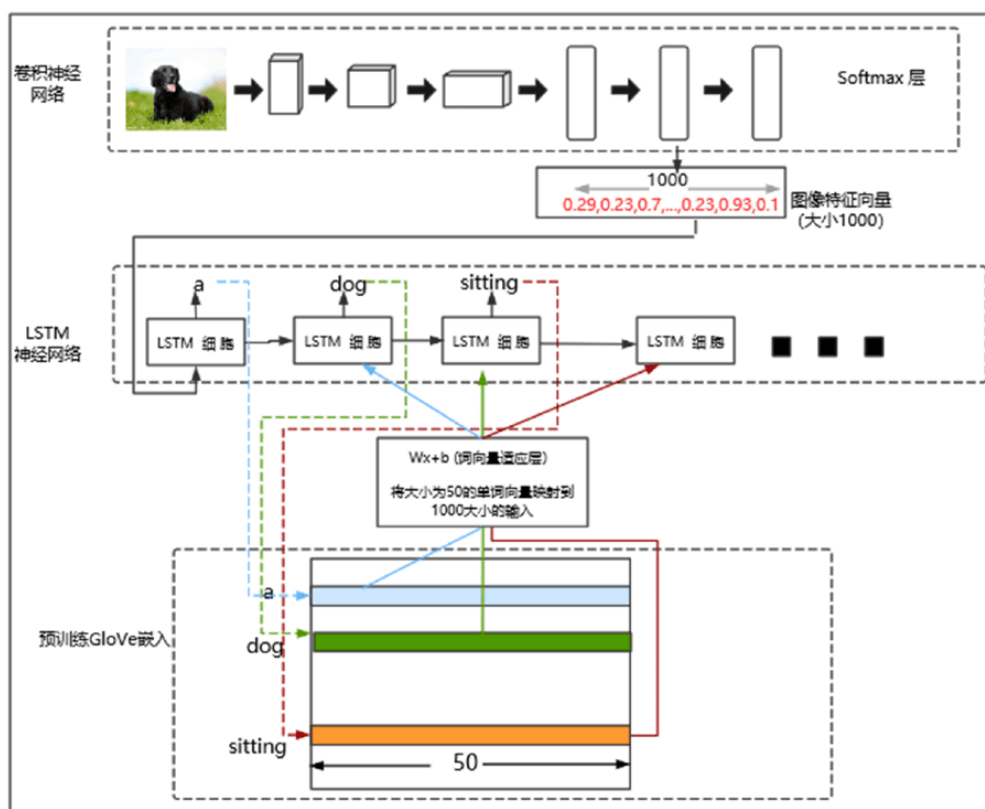 卷积神经
网络
Softmax 层
1000
0.29,0.23,0.7,...,0.23,0.93,0.1
图像特征向量
(大小1000)
a
dog
sitting
LSTM
神经网络
LSTM 细胞
LSTM 细胞
LSTM 细胞
LSTM 细胞
Wx+b (词向量适应层)
将大小为50的单词向量映射到
1000大小的输入
a
预训练GloVe嵌入
dog
sitting
50